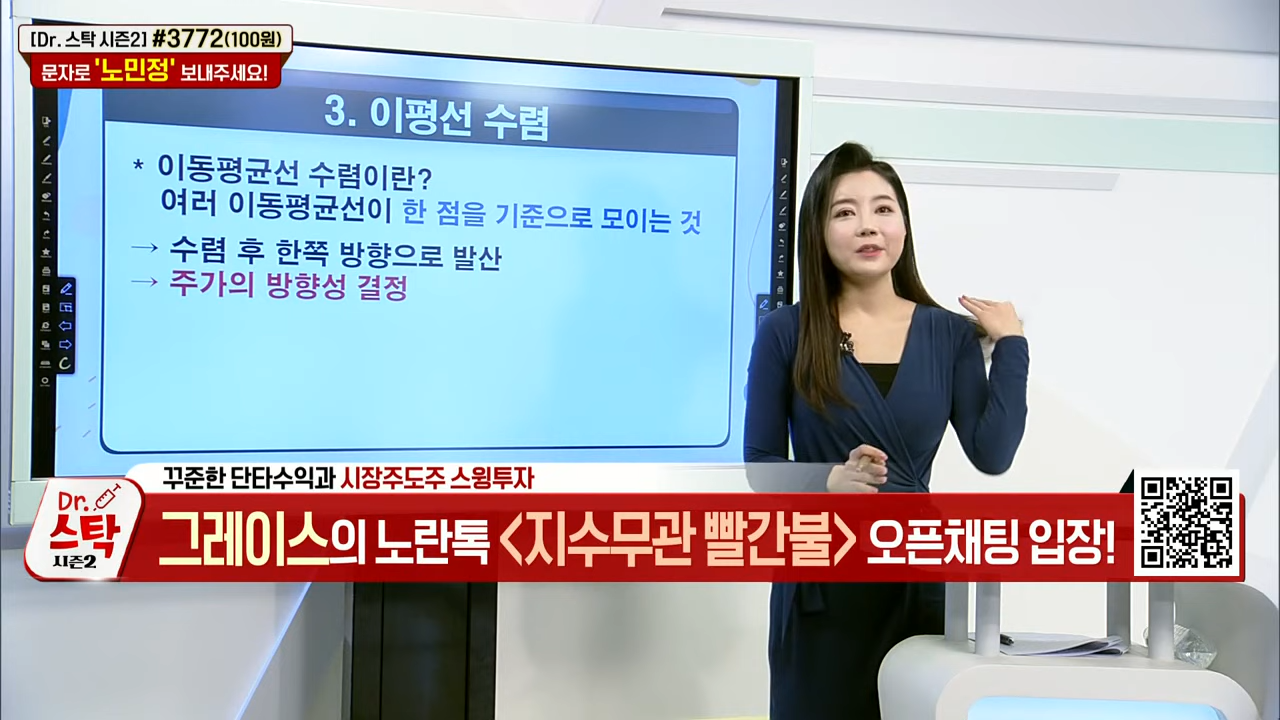 [Dr. 스탁 시즌2] #3772(100원)
문자로 '노민정' 보내주세요!
3. 이평선 수렴
* 이동평균선 수렴이란?
여러 이동평균선이 한 점을 기준으로 모이는 것
→ 수렴 후 한쪽 방향으로 발산
→ 주가의 방향성 결정
꾸준한 단타수익과 시장주도주 스윙투자
Dr.
스탁
시즌2
그레이스의 노란톡 <지수무관 빨간불> 오픈채팅 입장!